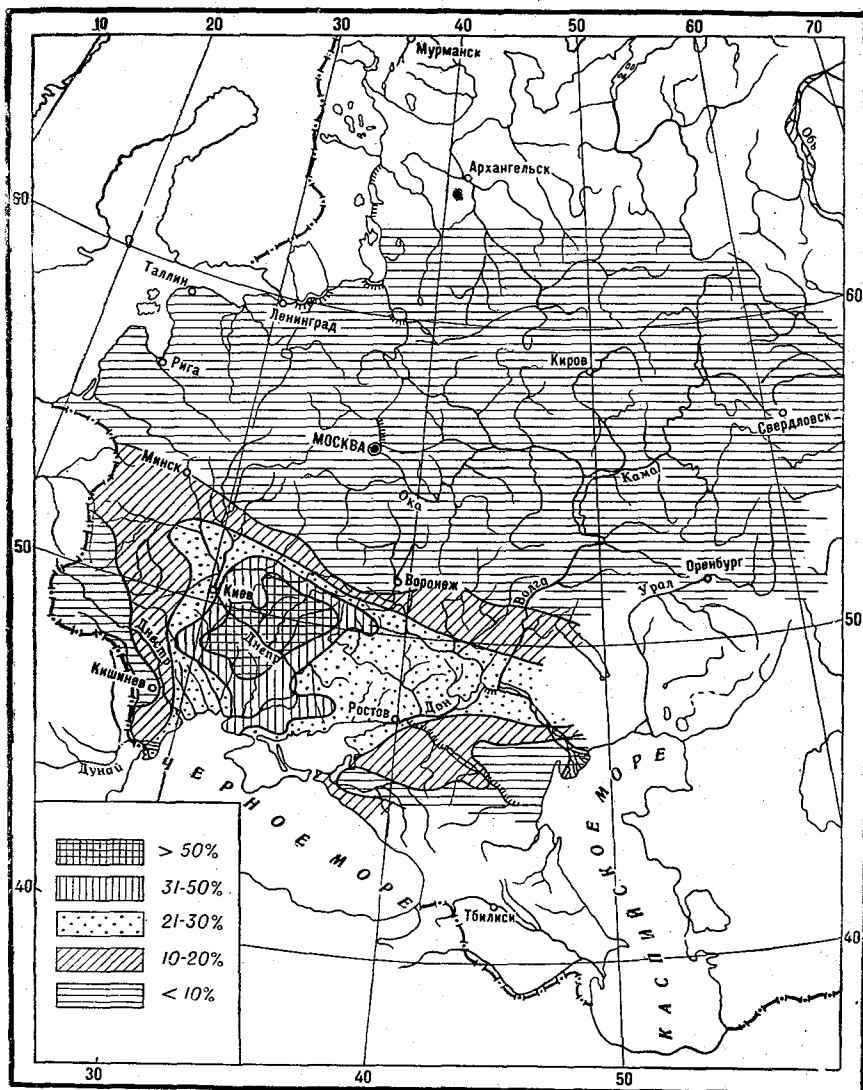 10 20 30 40 50 60 70
Мурманск
Обь
Архангельск
60
Таллин
60
Ленинград
Рига
Киров
Свердловск
МОСКВА
Минск
Кама
Ока
50
Воронеж
Волга
Урал
Оренбург
Киев
50
Днепр
Днестр
Кишинев
Ростов
Дон
Дунай
ЧЕРНОЕ МОРЕ
КАСПИЙСКОЕ МОРЕ
> 50%
31-50%
21-30%
10-20%
< 10%
40
Тбилиси
40
30 40 50